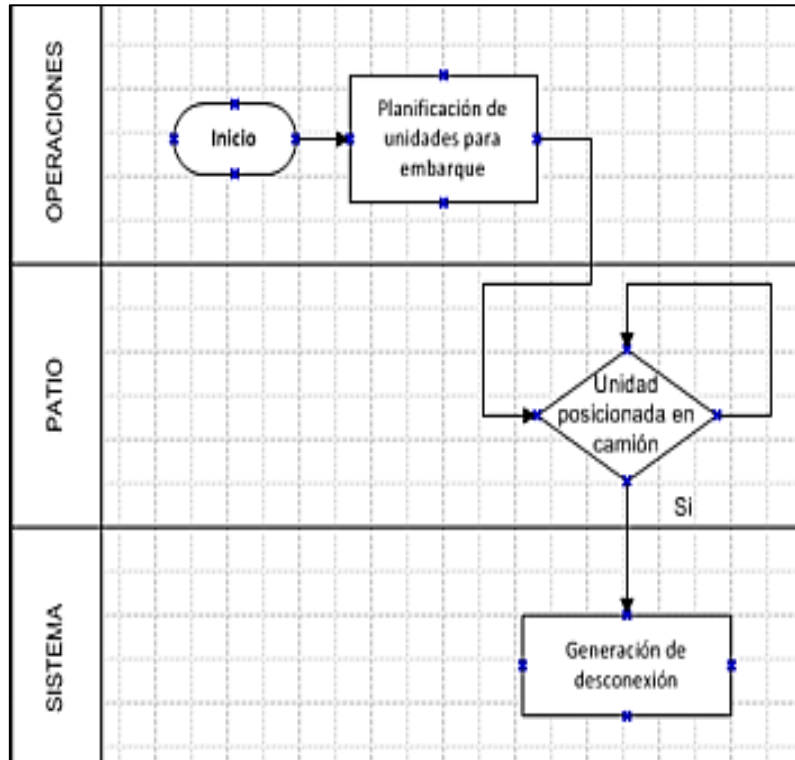 OPERACIONES
Inicio
Planificación de
unidades para
embarque
PATIO
Unidad
posicionada en
camión
Si
SISTEMA
Generación de
desconexión